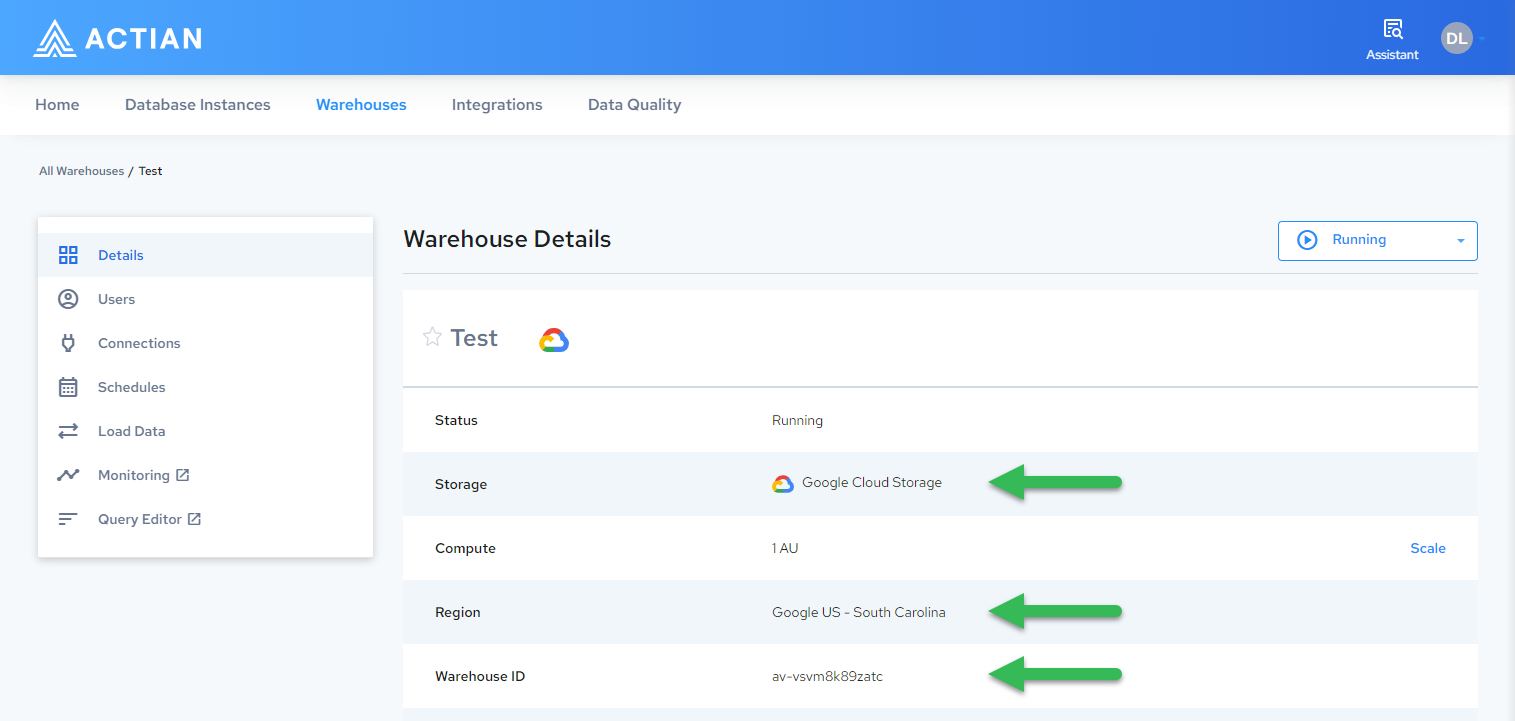 ACTIAN
Assistant
DL
Home Database Instances Warehouses Integrations Data Quality
All Warehouses / Test
Details
Users
Connections
Schedules
Load Data
Monitoring
Query Editor
Warehouse Details
Running
Test
Status Running
Storage Google Cloud Storage
Compute 1 AU Scale
Region Google US - South Carolina
Warehouse ID av-vsvm8k89zatc